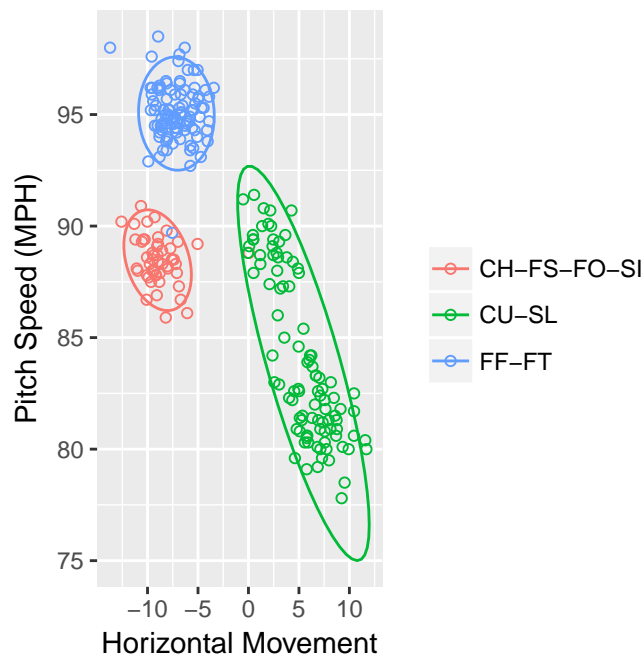 95
90
85
80
75
Pitch Speed (MPH)
−10 −5 0 5 10
Horizontal Movement
CH−FS−FO−SI
CU−SL
FF−FT